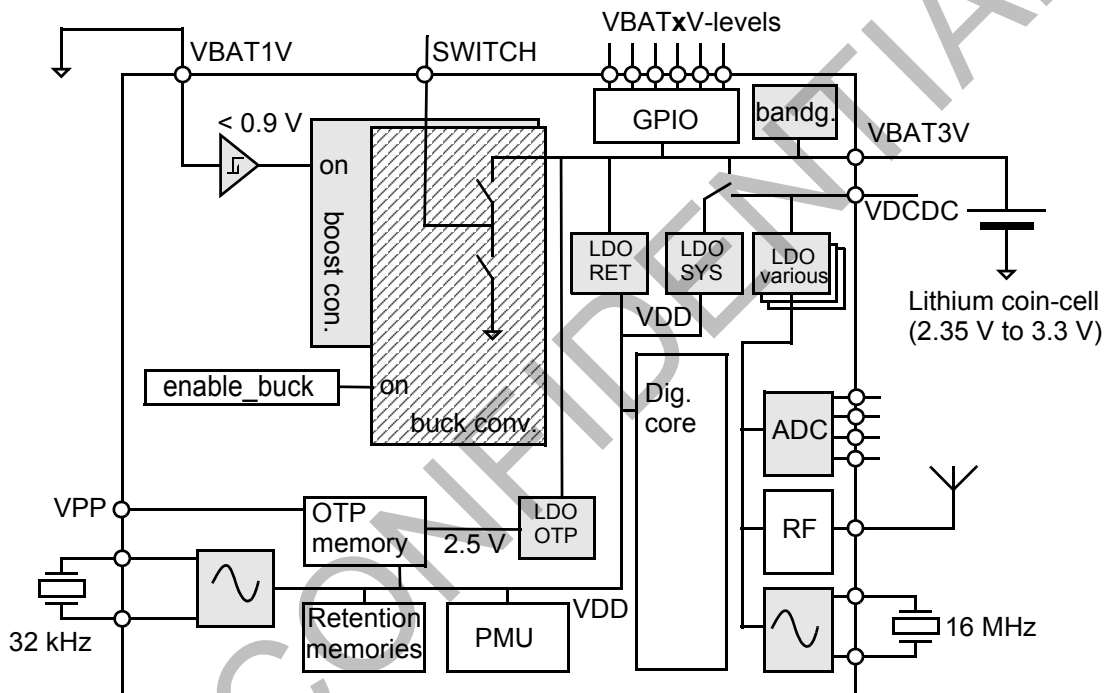 VBATxV-levels
VBAT1V
SWITCH
< 0.9 V
GPIO
bandg.
VBAT3V
on
boost con.
VDCDC
LDO
RET
LDO
SYS
LDO
various
VDD
Lithium coin-cell
(2.35 V to 3.3 V)
enable_buck
on
buck conv.
Dig.
core
ADC
VPP
OTP
memory
2.5 V
LDO
OTP
RF
32 kHz
Retention
memories
PMU
VDD
16 MHz
CONFIDENTIAL